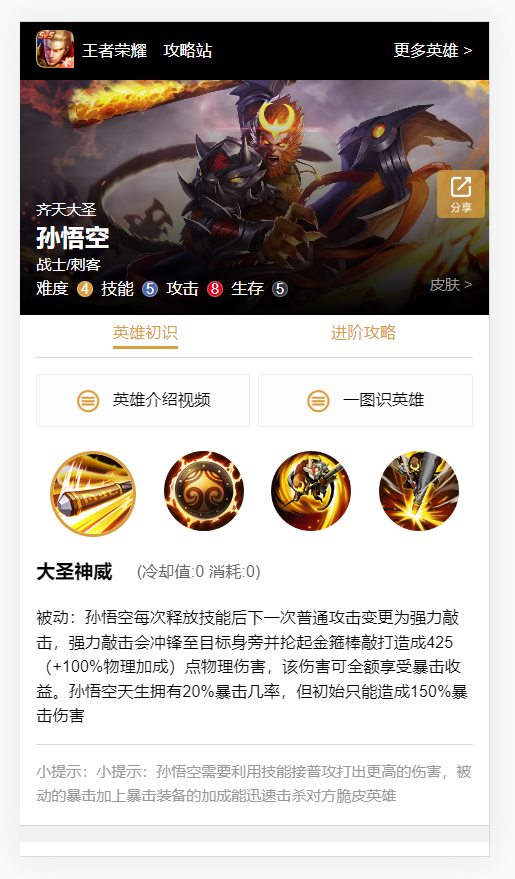 王者荣耀 攻略站 更多英雄 >
分享
齐天大圣
孙悟空
战士/刺客
难度 4 技能 5 攻击 8 生存 5 皮肤 >
英雄初识 进阶攻略
英雄介绍视频 一图识英雄
大圣神威 (冷却值:0 消耗:0)
被动：孙悟空每次释放技能后下一次普通攻击变更为强力敲
击，强力敲击会冲锋至目标身旁并抡起金箍棒敲打造成425
（+100%物理加成）点物理伤害，该伤害可全额享受暴击收
益。孙悟空天生拥有20%暴击几率，但初始只能造成150%暴
击伤害
小提示：小提示：孙悟空需要利用技能接普攻打出更高的伤害，被
动的暴击加上暴击装备的加成能迅速击杀对方脆皮英雄